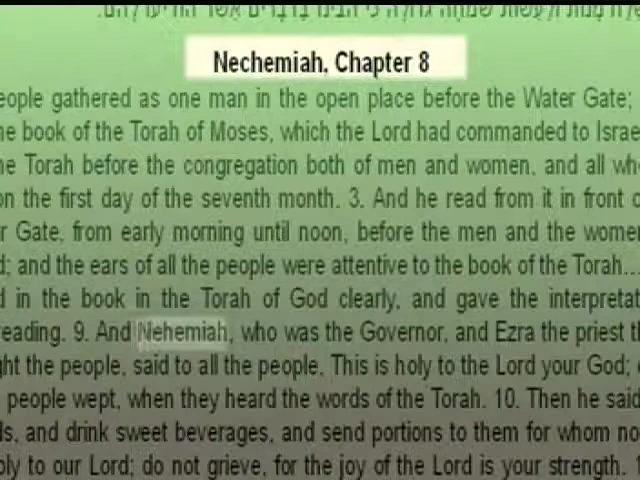 Nechemiah, Chapter 8
eople gathered as one man in the open place before the Water Gate;
he book of the Torah of Moses, which the Lord had commanded to Israe
he Torah before the congregation both of men and women, and all wh
on the first day of the seventh month. 3. And he read from it in front o
r Gate, from early morning until noon, before the men and the wome
d; and the ears of all the people were attentive to the book of the Torah...
d in the book in the Torah of God clearly, and gave the interpretat
reading. 9. And Nehemiah, who was the Governor, and Ezra the priest th
ght the people, said to all the people, This is holy to the Lord your God;
people wept, when they heard the words of the Torah. 10. Then he said
ds, and drink sweet beverages, and send portions to them for whom no
oly to our Lord; do not grieve, for the joy of the Lord is your strength. 1